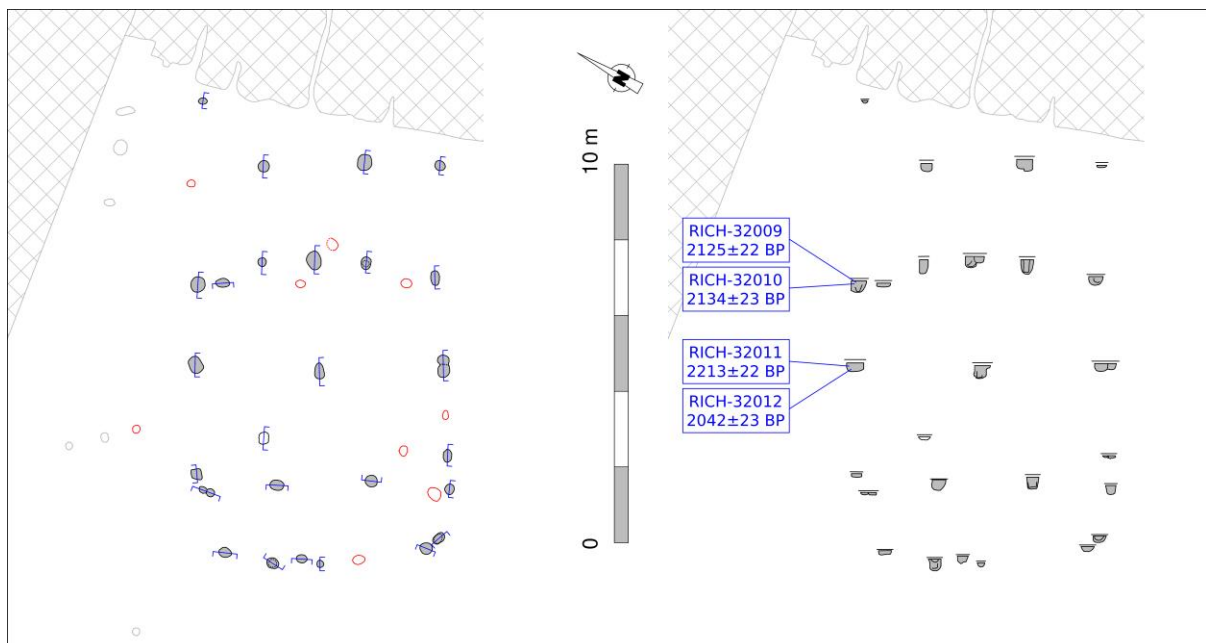 N
10 m
0
RICH-32009
2125±22 BP
RICH-32010
2134±23 BP
RICH-32011
2213±22 BP
RICH-32012
2042±23 BP